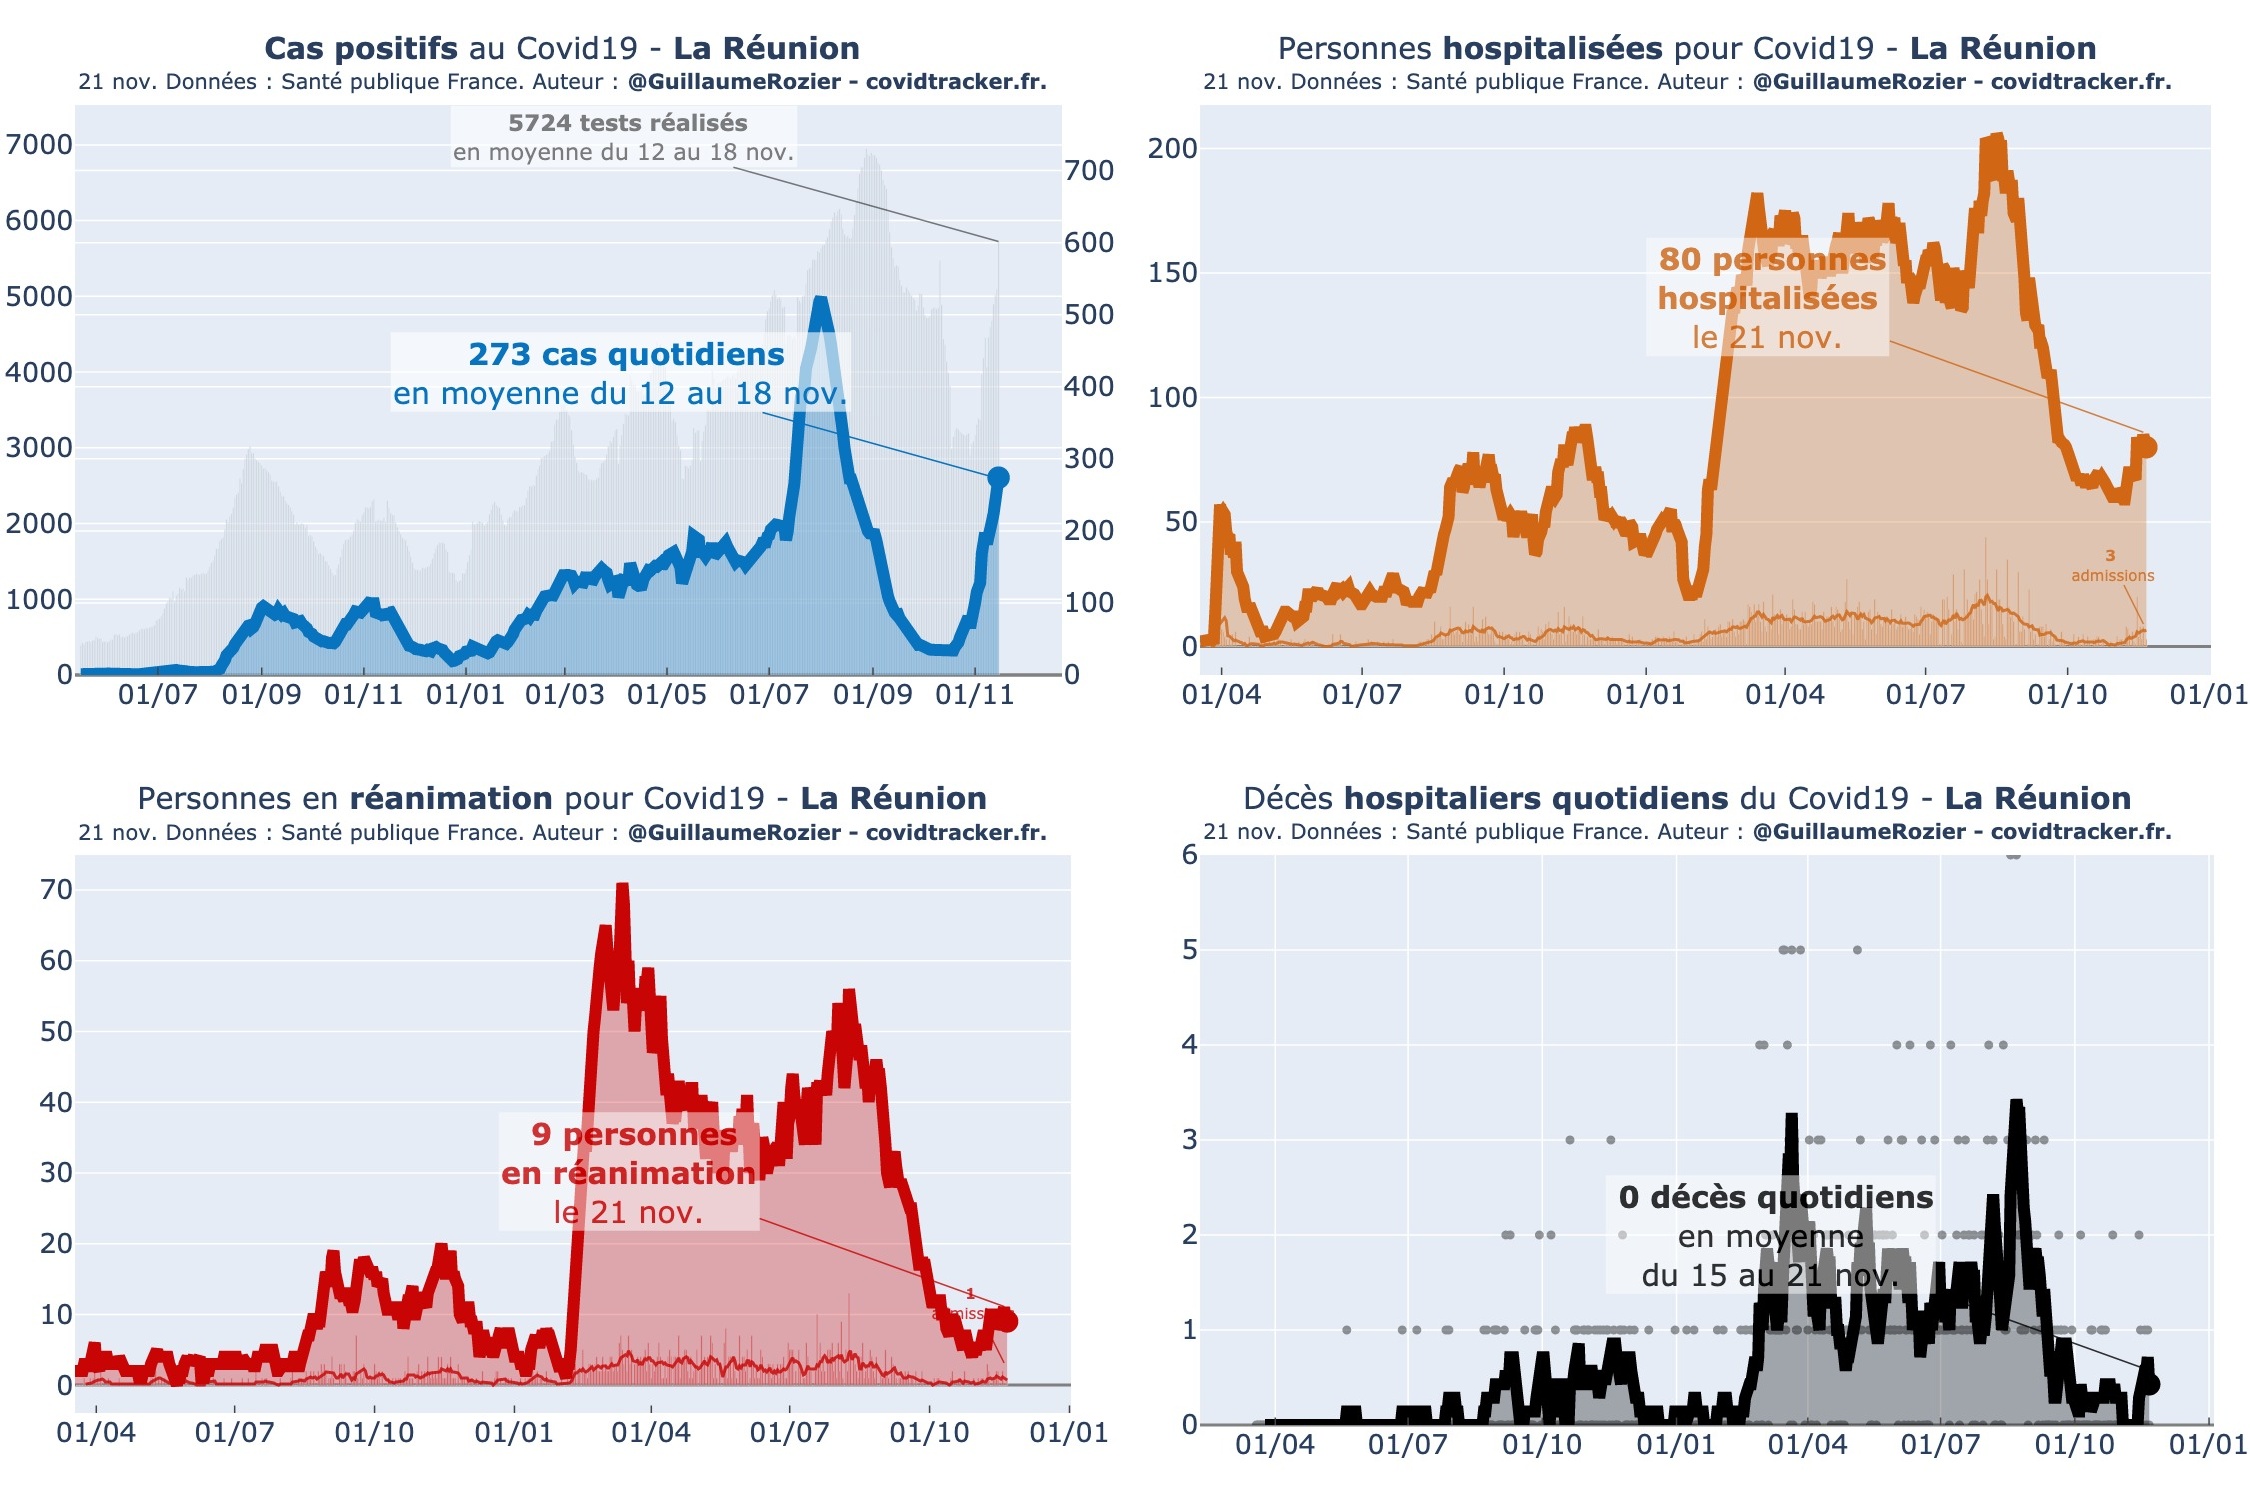 Cas positifs au Covid19 - La Réunion
21 nov. Données : Santé publique France. Auteur : @GuillaumeRozier - covidtracker.fr.
5724 tests réalisés
en moyenne du 12 au 18 nov.
273 cas quotidiens
en moyenne du 12 au 18 nov.
7000
6000
5000
4000
3000
2000
1000
0
700
600
500
400
300
200
100
0
01/07 01/09 01/11 01/01 01/03 01/05 01/07 01/09 01/11
Personnes hospitalisées pour Covid19 - La Réunion
21 nov. Données : Santé publique France. Auteur : @GuillaumeRozier - covidtracker.fr.
80 personnes
hospitalisées
le 21 nov.
3
admissions
200
150
100
50
0
01/04 01/07 01/10 01/01 01/04 01/07 01/10 01/01
Personnes en réanimation pour Covid19 - La Réunion
21 nov. Données : Santé publique France. Auteur : @GuillaumeRozier - covidtracker.fr.
9 personnes
en réanimation
le 21 nov.
1
70
60
50
40
30
20
10
0
01/04 01/07 01/10 01/01 01/04 01/07 01/10 01/01
Décès hospitaliers quotidiens du Covid19 - La Réunion
21 nov. Données : Santé publique France. Auteur : @GuillaumeRozier - covidtracker.fr.
0 décès quotidiens
en moyenne
du 15 au 21 nov.
6
5
4
3
2
1
0
01/04 01/07 01/10 01/01 01/04 01/07 01/10 01/01